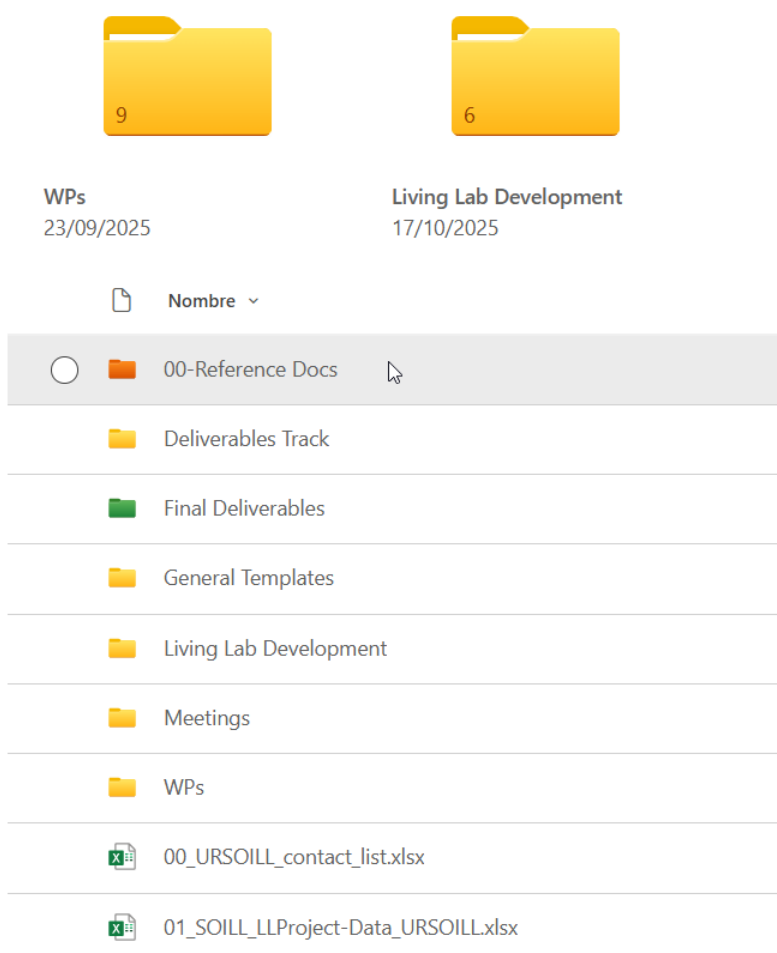 9
6
WPs
23/09/2025
Living Lab Development
17/10/2025
Nombre
00-Reference Docs
Deliverables Track
Final Deliverables
General Templates
Living Lab Development
Meetings
WPs
00_URSOILL_contact_list.xlsx
01_SOILL_LLProject-Data_URSOILL.xlsx